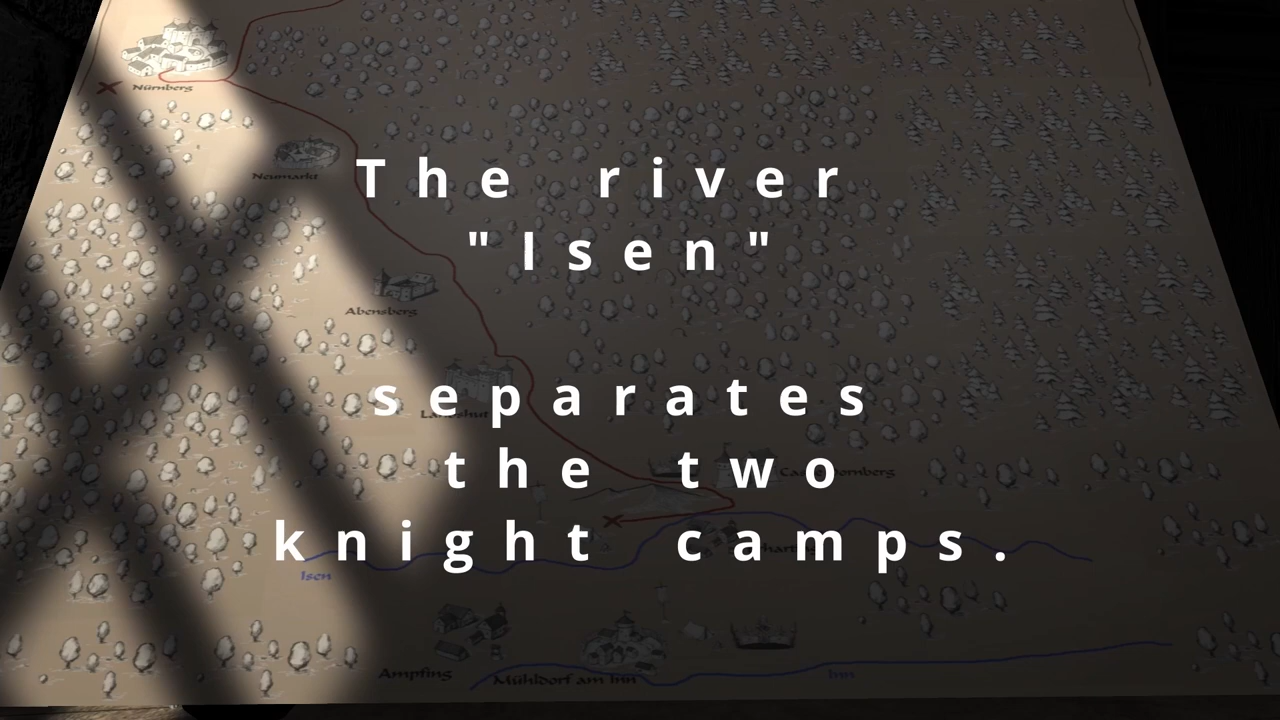 Nürnberg
Neumarkt
The river
"Isen"
Abensberg
separates
the two
knight camps.
Isen
Ampfing
Mühldorf am Inn
Inn